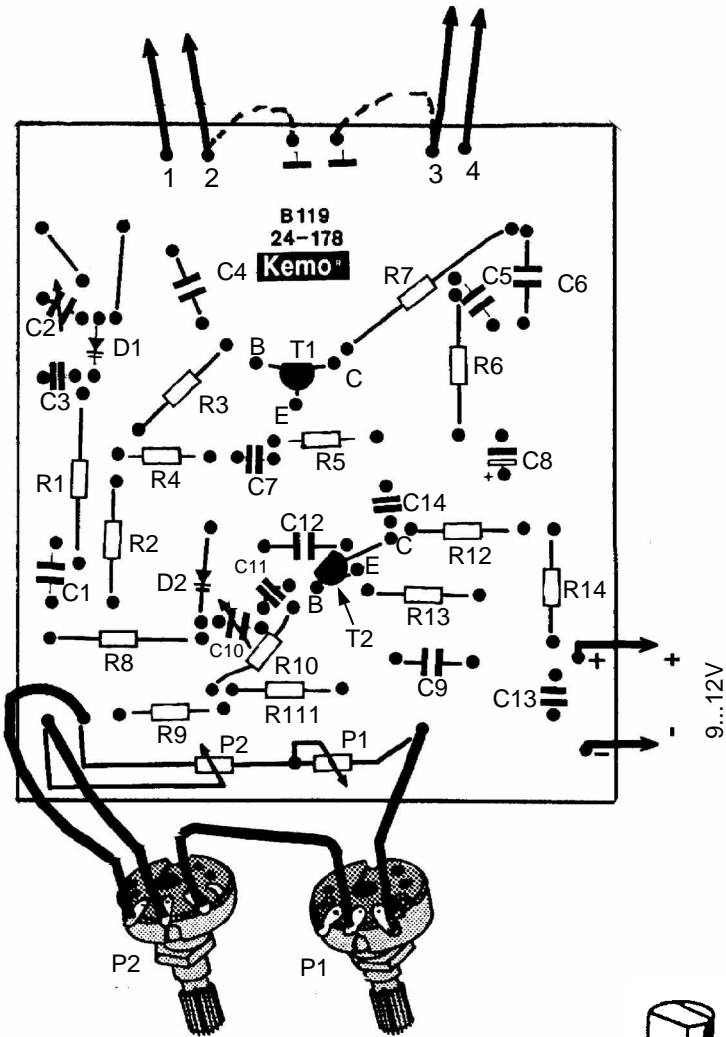 1 2 3 4
B119
24-178
Kemo®
C4
R7
C5
C6
C2
D1
B T1 C
R6
C3
R3
E
R5
C8
+
R4
C7
R1
C14
C12
C
R12
R2
C11
E
D2
R14
C1
B
R13
T2
C10
R8
R10
+ +
C9
C13
R111
R9
9...12V
P2 P1
- -
P2
P1